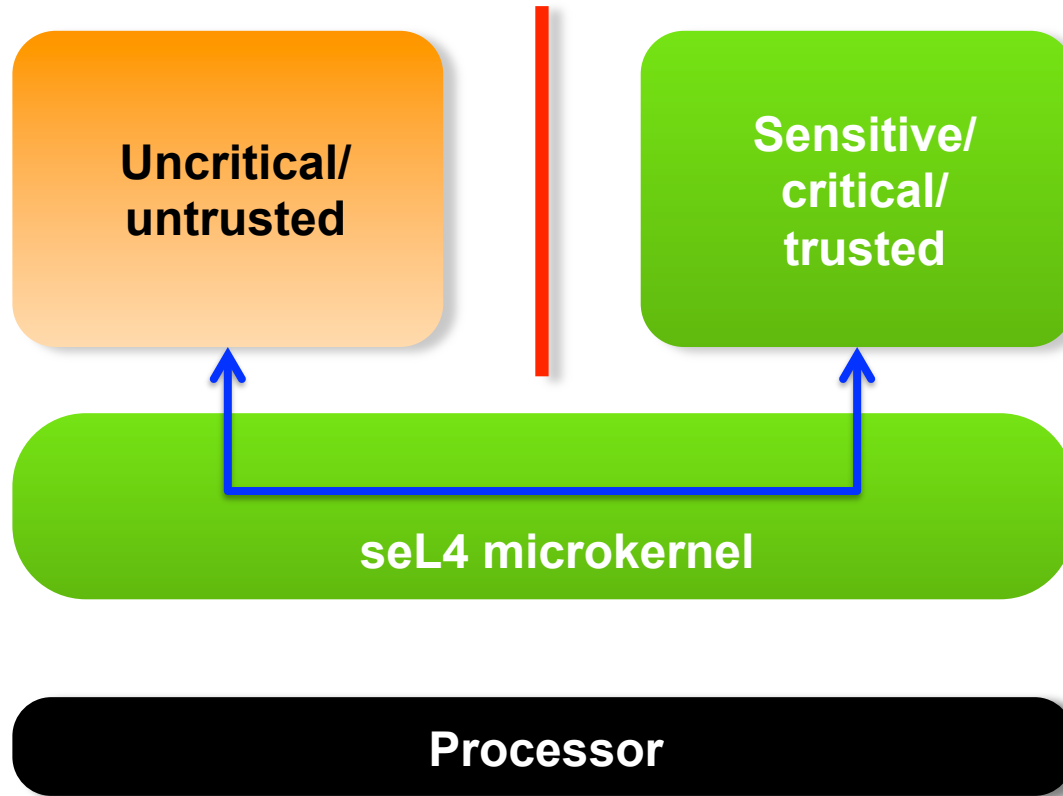 Uncritical/
untrusted
Sensitive/
critical/
trusted
seL4 microkernel
Processor